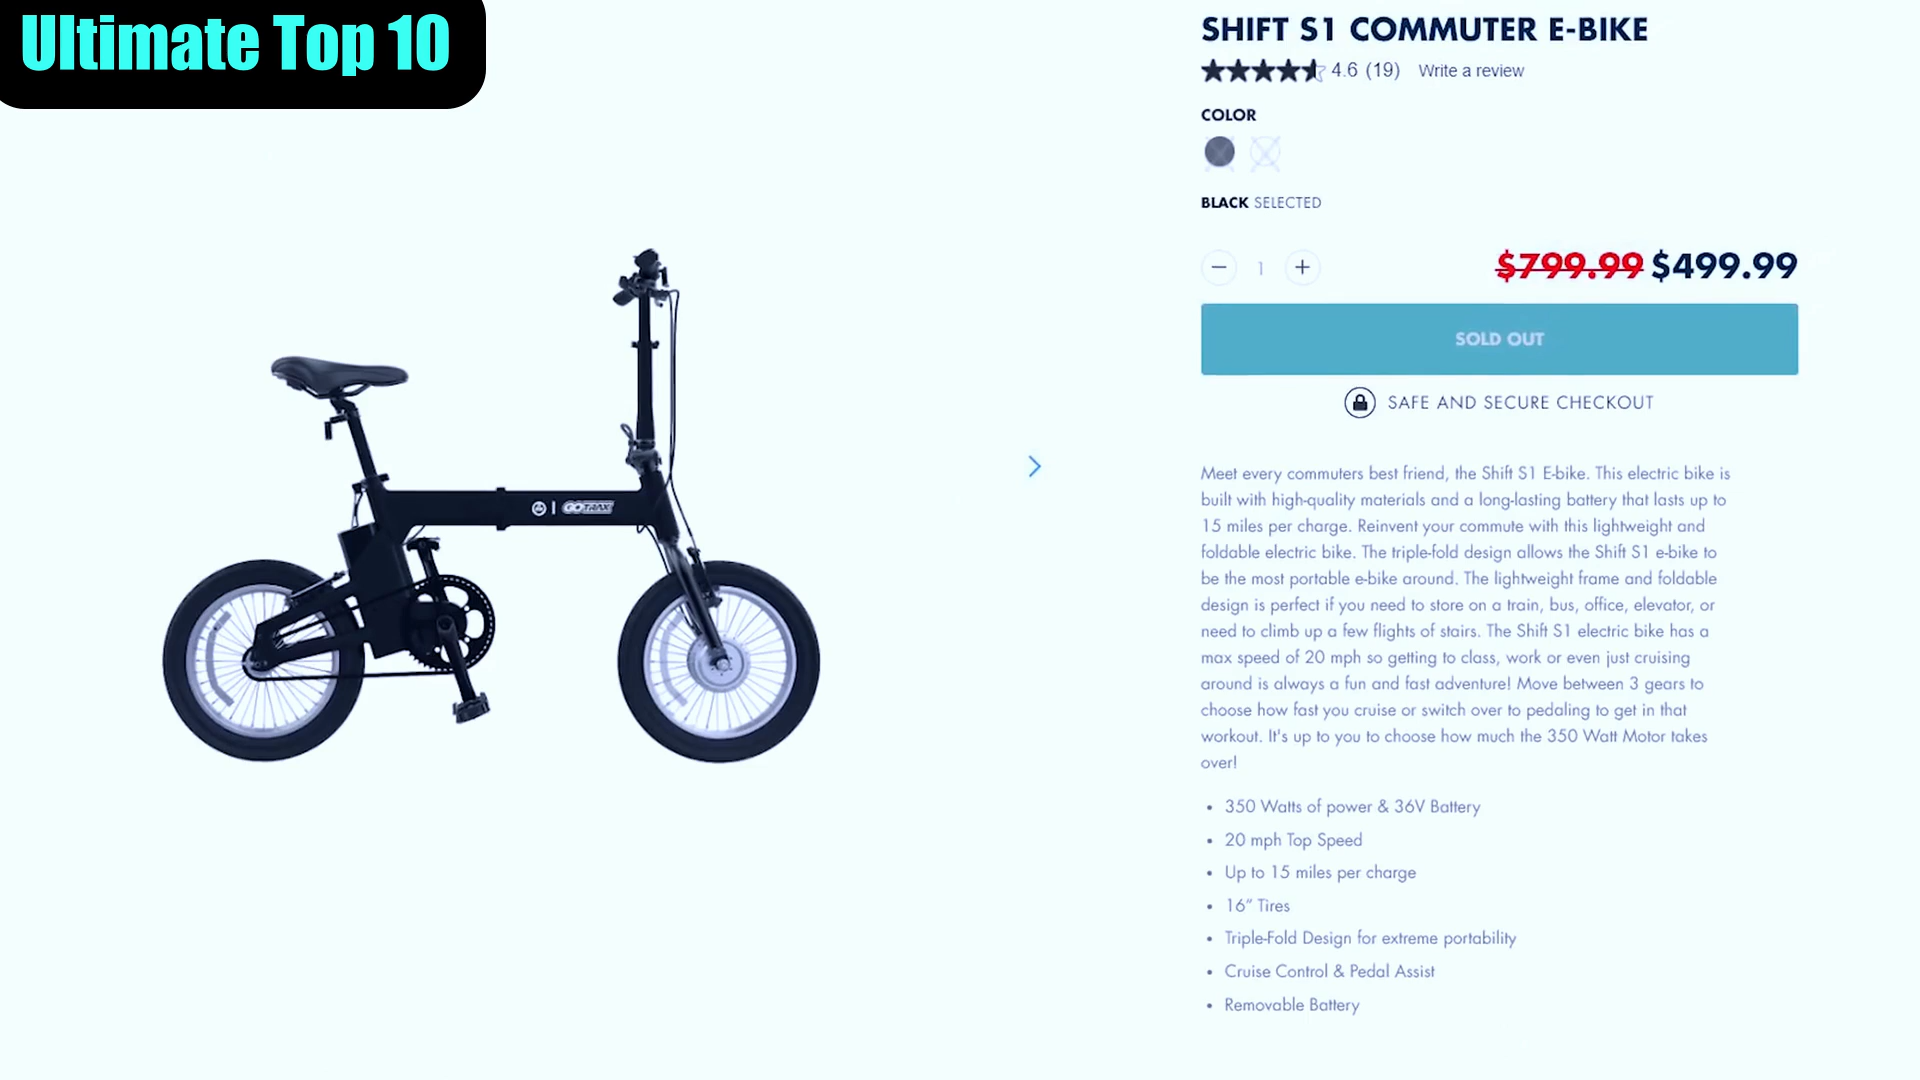 Ultimate Top 10
SHIFT S1 COMMUTER E-BIKE
4.6 (19) Write a review
COLOR
BLACK SELECTED
1
$799.99 $499.99
SOLD OUT
SAFE AND SECURE CHECKOUT
GOTRAX
Meet every commuters best friend, the Shift S1 E-bike. This electric bike is
built with high-quality materials and a long-lasting battery that lasts up to
15 miles per charge. Reinvent your commute with this lightweight and
foldable electric bike. The triple-fold design allows the Shift S1 e-bike to
be the most portable e-bike around. The lightweight frame and foldable
design is perfect if you need to store on a train, bus, office, elevator, or
need to climb up a few flights of stairs. The Shift S1 electric bike has a
max speed of 20 mph so getting to class, work or even just cruising
around is always a fun and fast adventure! Move between 3 gears to
choose how fast you cruise or switch over to pedaling to get in that
workout. It's up to you to choose how much the 350 Watt Motor takes
over!
• 350 Watts of power & 36V Battery
• 20 mph Top Speed
• Up to 15 miles per charge
• 16” Tires
• Triple-Fold Design for extreme portability
• Cruise Control & Pedal Assist
• Removable Battery